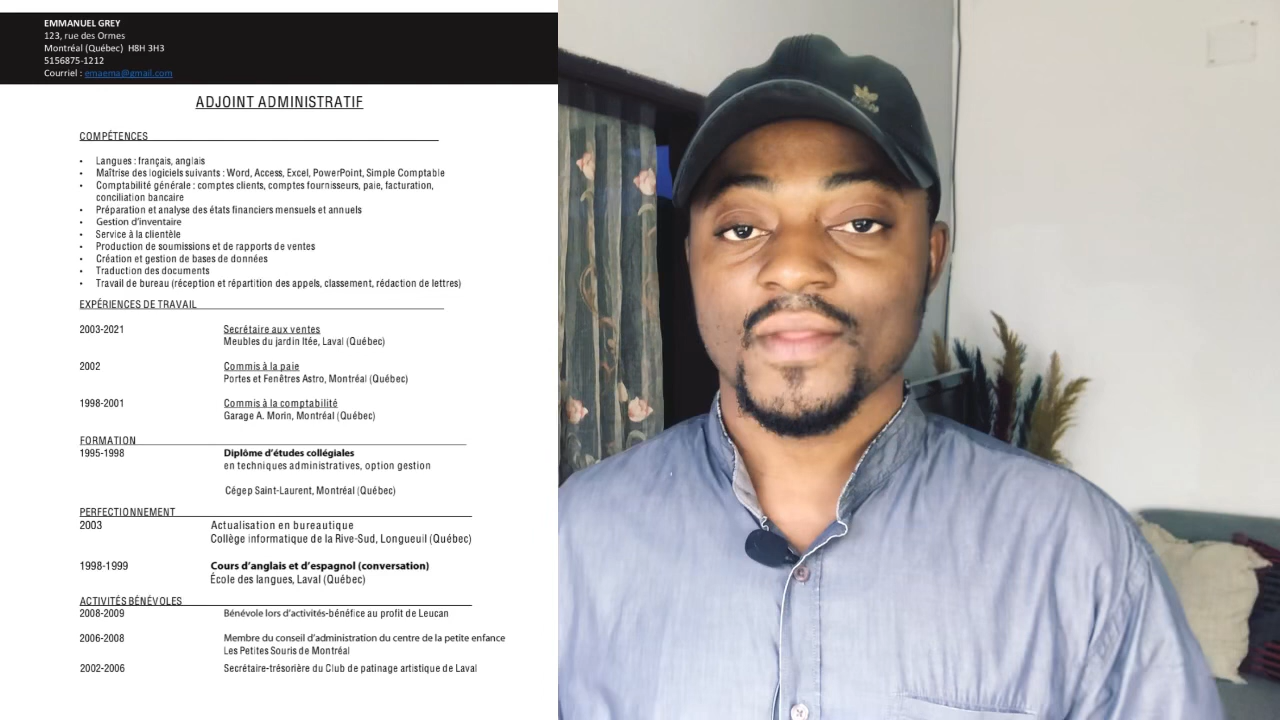 EMMANUEL GREY
123, rue des Ormes
Montréal (Québec)  H8H 3H3
5156875-1212
Courriel : emaema@gmail.com
ADJOINT ADMINISTRATIF
COMPÉTENCES
• Langues : français, anglais
• Maîtrise des logiciels suivants : Word, Access, Excel, PowerPoint, Simple Comptable
• Comptabilité générale : comptes clients, comptes fournisseurs, paie, facturation,
conciliation bancaire
• Préparation et analyse des états financiers mensuels et annuels
• Gestion d'inventaire
• Service à la clientèle
• Production de soumissions et de rapports de ventes
• Création et gestion de bases de données
• Traduction des documents
• Travail de bureau (réception et répartition des appels, classement, rédaction de lettres)
EXPÉRIENCES DE TRAVAIL
2003-2021 Secrétaire aux ventes
Meubles du jardin ltée, Laval (Québec)
2002 Commis à la paie
Portes et Fenêtres Astro, Montréal (Québec)
1998-2001 Commis à la comptabilité
Garage A. Morin, Montréal (Québec)
FORMATION
1995-1998 Diplôme d'études collégiales
en techniques administratives, option gestion
Cégep Saint-Laurent, Montréal (Québec)
PERFECTIONNEMENT
2003 Actualisation en bureautique
Collège informatique de la Rive-Sud, Longueuil (Québec)
1998-1999 Cours d'anglais et d'espagnol (conversation)
École des langues, Laval (Québec)
ACTIVITÉS BÉNÉVOLES
2008-2009 Bénévole lors d'activités-bénéfice au profit de Leucan
2006-2008 Membre du conseil d'administration du centre de la petite enfance
Les Petites Souris de Montréal
2002-2006 Secrétaire-trésorière du Club de patinage artistique de Laval